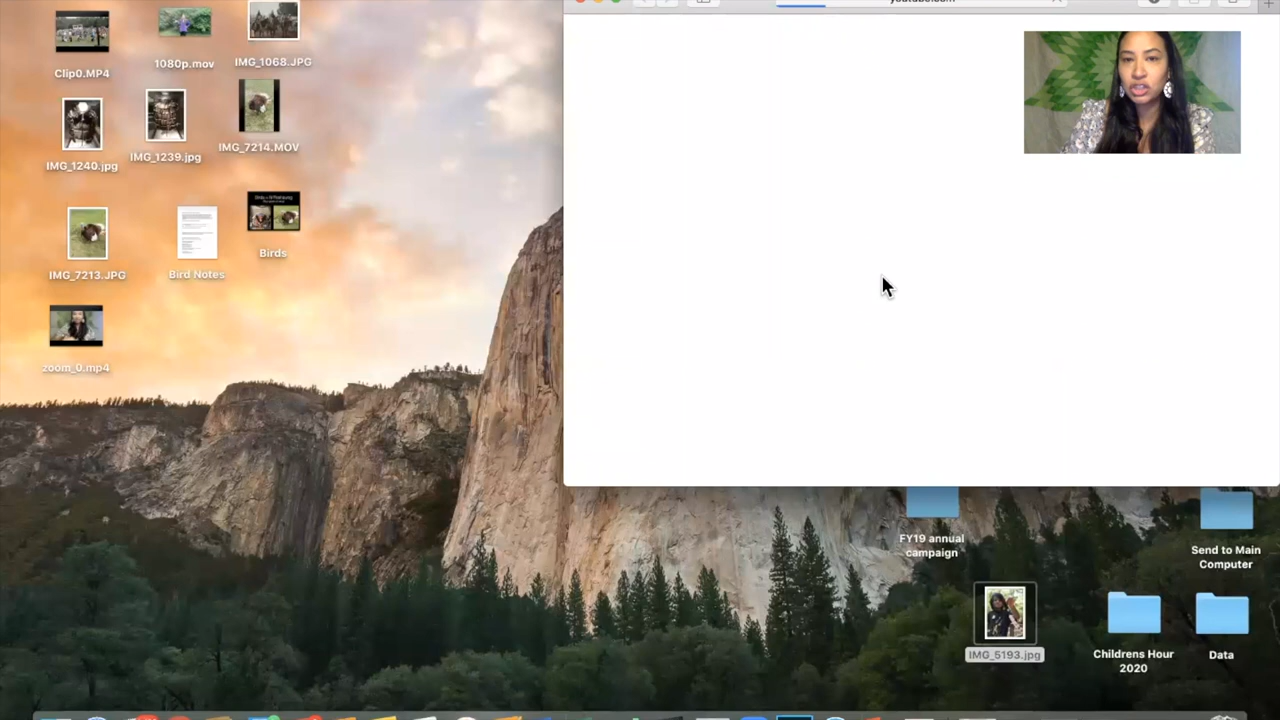 youtube.com
Clip0.MP4
1080p.mov
IMG_1068.JPG
IMG_1240.jpg
IMG_1239.jpg
IMG_7214.MOV
IMG_7213.JPG
Bird Notes
Birds
zoom_0.mp4
FY19 annual
campaign
Send to Main
Computer
IMG_5193.jpg
Childrens Hour
2020
Data